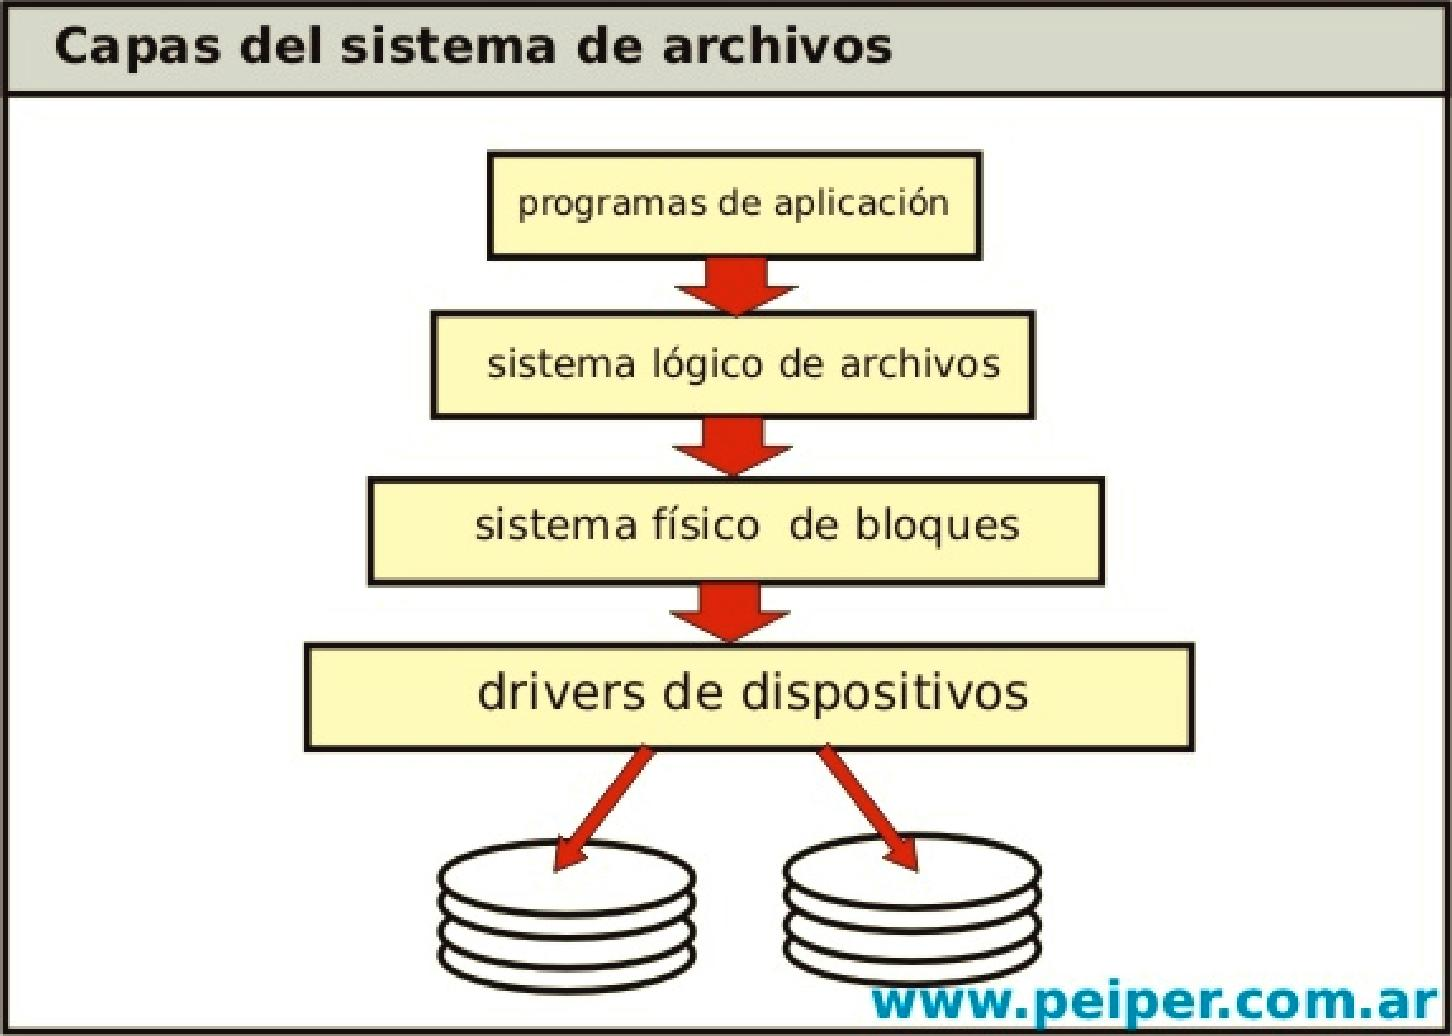 Capas del sistema de archivos
programas de aplicación
sistema lógico de archivos
sistema físico de bloques
drivers de dispositivos
www.peiper.com.ar